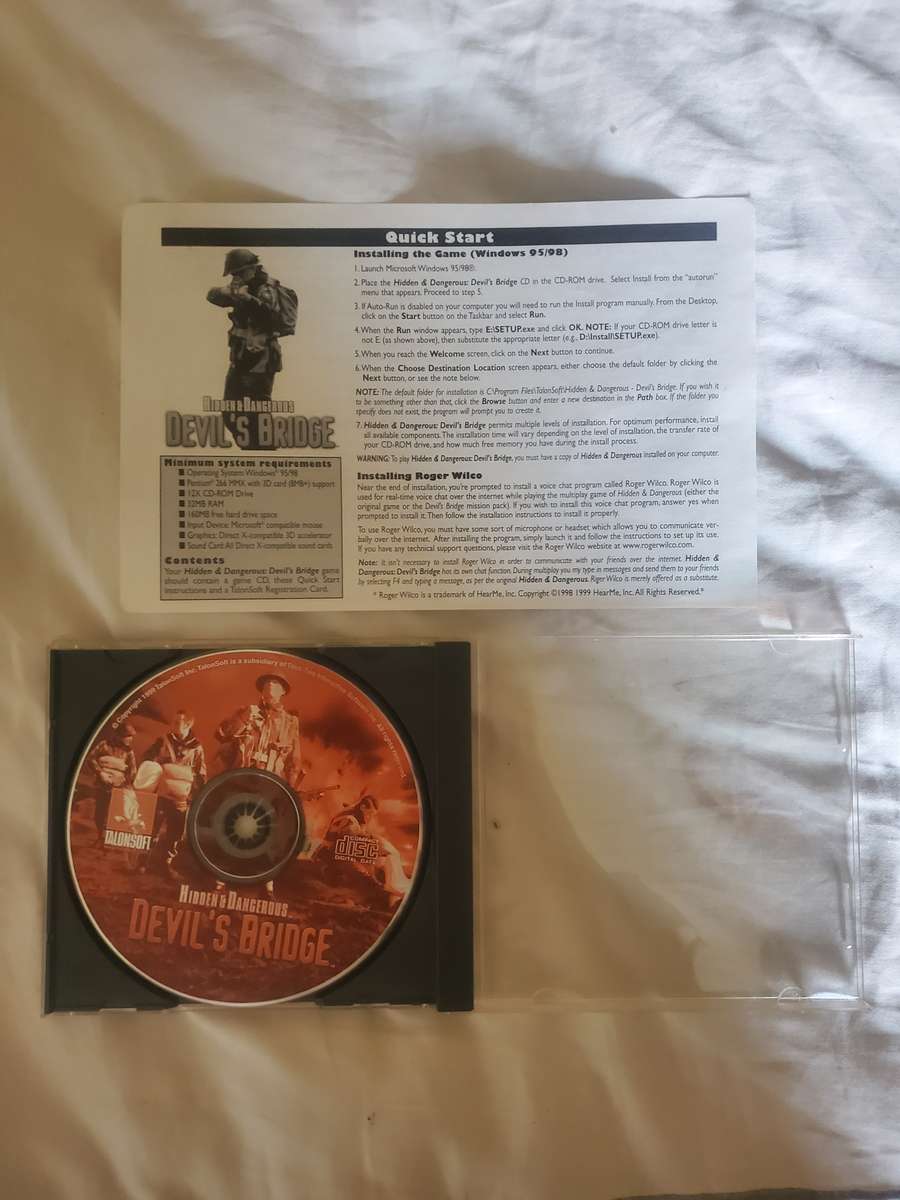 Quick Start
HIDDEN & DANGEROUS
DEVIL'S BRIDGE
Minimum system requirements
■ Operating System: Windows® 95/98
■ Pentium® 266 MMX with 3D card (8MB+) support
■ 12X CD-ROM Drive
■ 32MB RAM
■ 160MB free hard drive space
■ Input Device: Microsoft® compatible mouse
■ Graphics: Direct X-compatible 3D accelerator
■ Sound Card: All Direct X-compatible sound cards
Contents
Your Hidden & Dangerous: Devil's Bridge game
should contain a game CD, these Quick Start
instructions and a TalonSoft Registration Card.
Installing the Game (Windows 95/98)
1. Launch Microsoft Windows 95/98®.
2. Place the Hidden & Dangerous: Devil's Bridge CD in the CD-ROM drive. Select Install from the "autorun"
menu that appears. Proceed to step 5.
3. If Auto-Run is disabled on your computer you will need to run the Install program manually. From the Desktop,
click on the Start button on the Taskbar and select Run.
4. When the Run window appears, type E:\SETUP.exe and click OK. NOTE: If your CD-ROM drive letter is
not E (as shown above), then substitute the appropriate letter (e.g., D:\Install\SETUP.exe).
5. When you reach the Welcome screen, click on the Next button to continue.
6. When the Choose Destination Location screen appears, either choose the default folder by clicking the
Next button, or see the note below.
NOTE: The default folder for installation is C:\Program Files\TalonSoft\Hidden & Dangerous - Devil's Bridge. If you wish it
to be something other than that, click the Browse button and enter a new destination in the Path box. If the folder you
specify does not exist, the program will prompt you to create it.
7. Hidden & Dangerous: Devil's Bridge permits multiple levels of installation. For optimum performance, install
all available components. The installation time will vary depending on the level of installation, the transfer rate of
your CD-ROM drive, and how much free memory you have during the install process.
WARNING: To play Hidden & Dangerous: Devil's Bridge, you must have a copy of Hidden & Dangerous installed on your computer.
Installing Roger Wilco
Near the end of installation, you're prompted to install a voice chat program called Roger Wilco. Roger Wilco is
used for real-time voice chat over the internet while playing the multiplay game of Hidden & Dangerous (either the
original game or the Devil's Bridge mission pack). If you wish to install this voice chat program, answer yes when
prompted to install it. Then follow the installation instructions to install it properly.
To use Roger Wilco, you must have some sort of microphone or headset which allows you to communicate ver-
bally over the internet. After installing the program, simply launch it and follow the instructions to set up its use.
If you have any technical support questions, please visit the Roger Wilco website at www.rogerwilco.com.
Note: It isn't necessary to install Roger Wilco in order to communicate with your friends over the internet. Hidden &
Dangerous: Devil's Bridge has its own chat function. During multiplay you my type in messages and send them to your friends
by selecting F4 and typing a message, as per the original Hidden & Dangerous. Roger Wilco is merely offered as a substitute.
* Roger Wilco is a trademark of HearMe, Inc. Copyright ©1998 1999 HearMe, Inc. All Rights Reserved.*
© Copyright 1999 TalonSoft Inc. TalonSoft is a subsidiary of Take-Two Interactive Software, Inc. All rights reserved.
TALONSOFT
COMPACT
disc
DIGITAL DATA
HIDDEN & DANGEROUS
DEVIL'S BRIDGE™